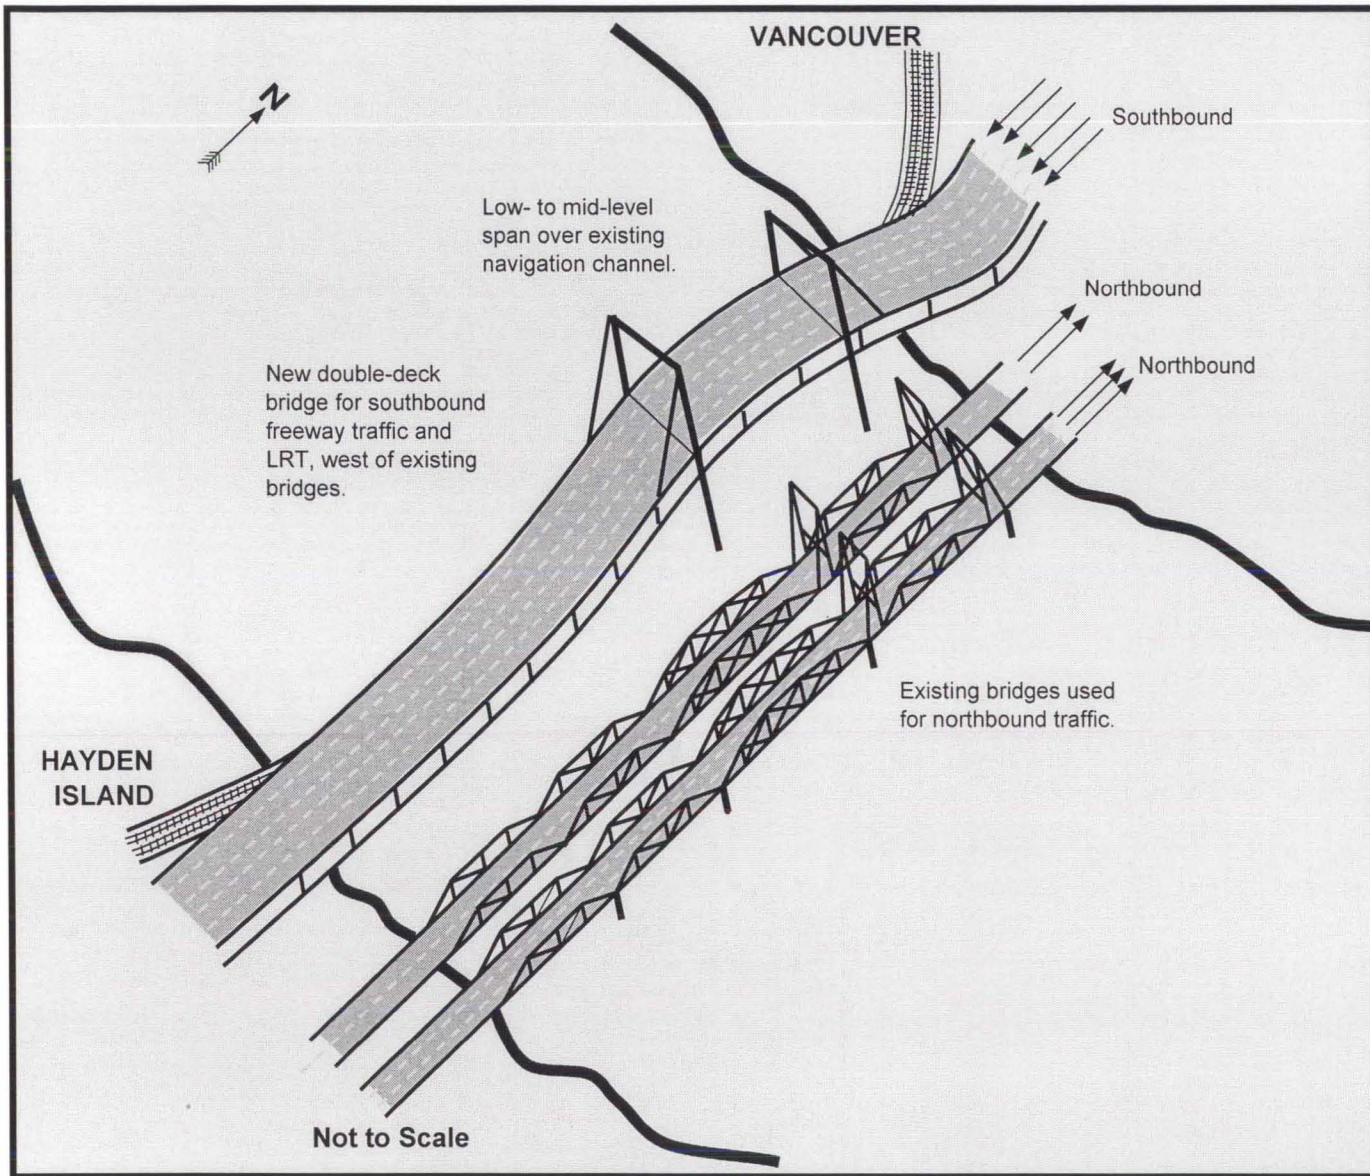 VANCOUVER
N
Southbound
Low- to mid-level
span over existing
navigation channel.
Northbound
Northbound
New double-deck
bridge for southbound
freeway traffic and
LRT, west of existing
bridges.
Existing bridges used
for northbound traffic.
HAYDEN
ISLAND
Not to Scale